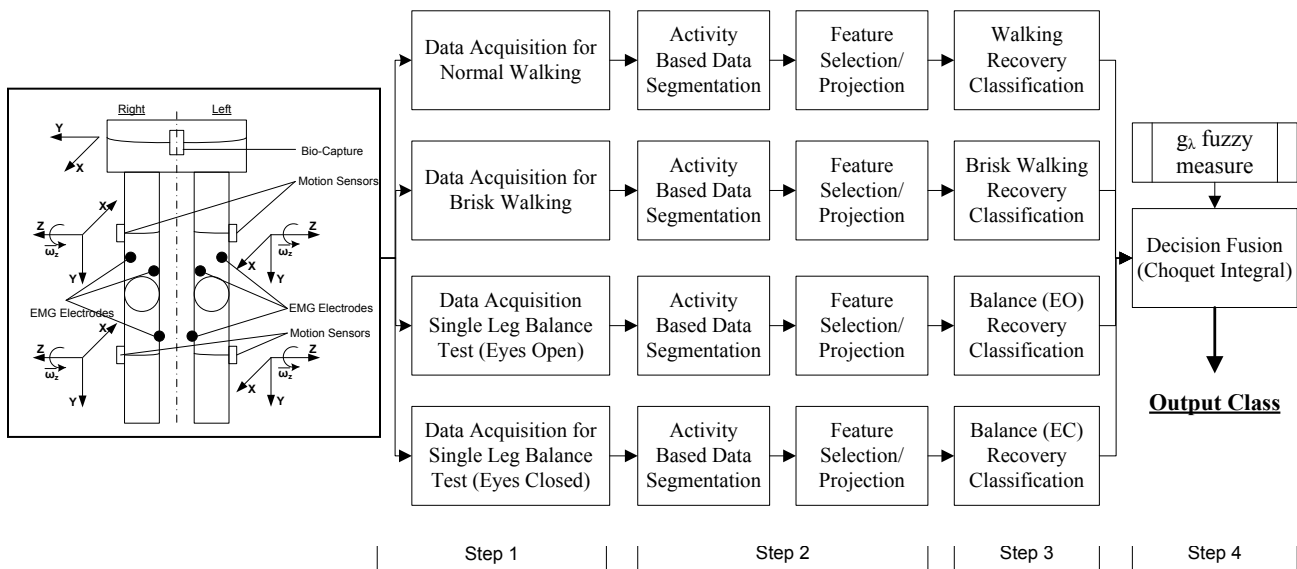 Right
Left
Y
X
Bio-Capture
Motion Sensors
X
Z
ω_z
Y
Z
ω_z
X
Y
EMG Electrodes
EMG Electrodes
X
Z
ω_z
Y
Motion Sensors
Z
ω_z
X
Y
Data Acquisition for
Normal Walking
Activity
Based Data
Segmentation
Feature
Selection/
Projection
Walking
Recovery
Classification
Data Acquisition for
Brisk Walking
Activity
Based Data
Segmentation
Feature
Selection/
Projection
Brisk Walking
Recovery
Classification
Data Acquisition
Single Leg Balance
Test (Eyes Open)
Activity
Based Data
Segmentation
Feature
Selection/
Projection
Balance (EO)
Recovery
Classification
Data Acquisition for
Single Leg Balance
Test (Eyes Closed)
Activity
Based Data
Segmentation
Feature
Selection/
Projection
Balance (EC)
Recovery
Classification
g_λ fuzzy
measure
Decision Fusion
(Choquet Integral)
Output Class
Step 1
Step 2
Step 3
Step 4